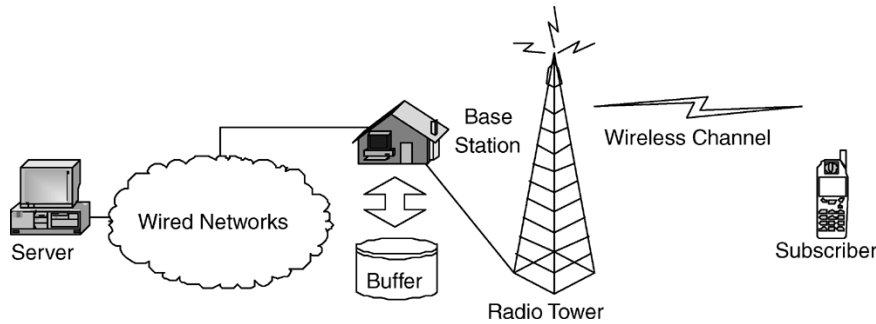 Base
Station
Wireless Channel
Wired Networks
Server
Buffer
Subscriber
Radio Tower